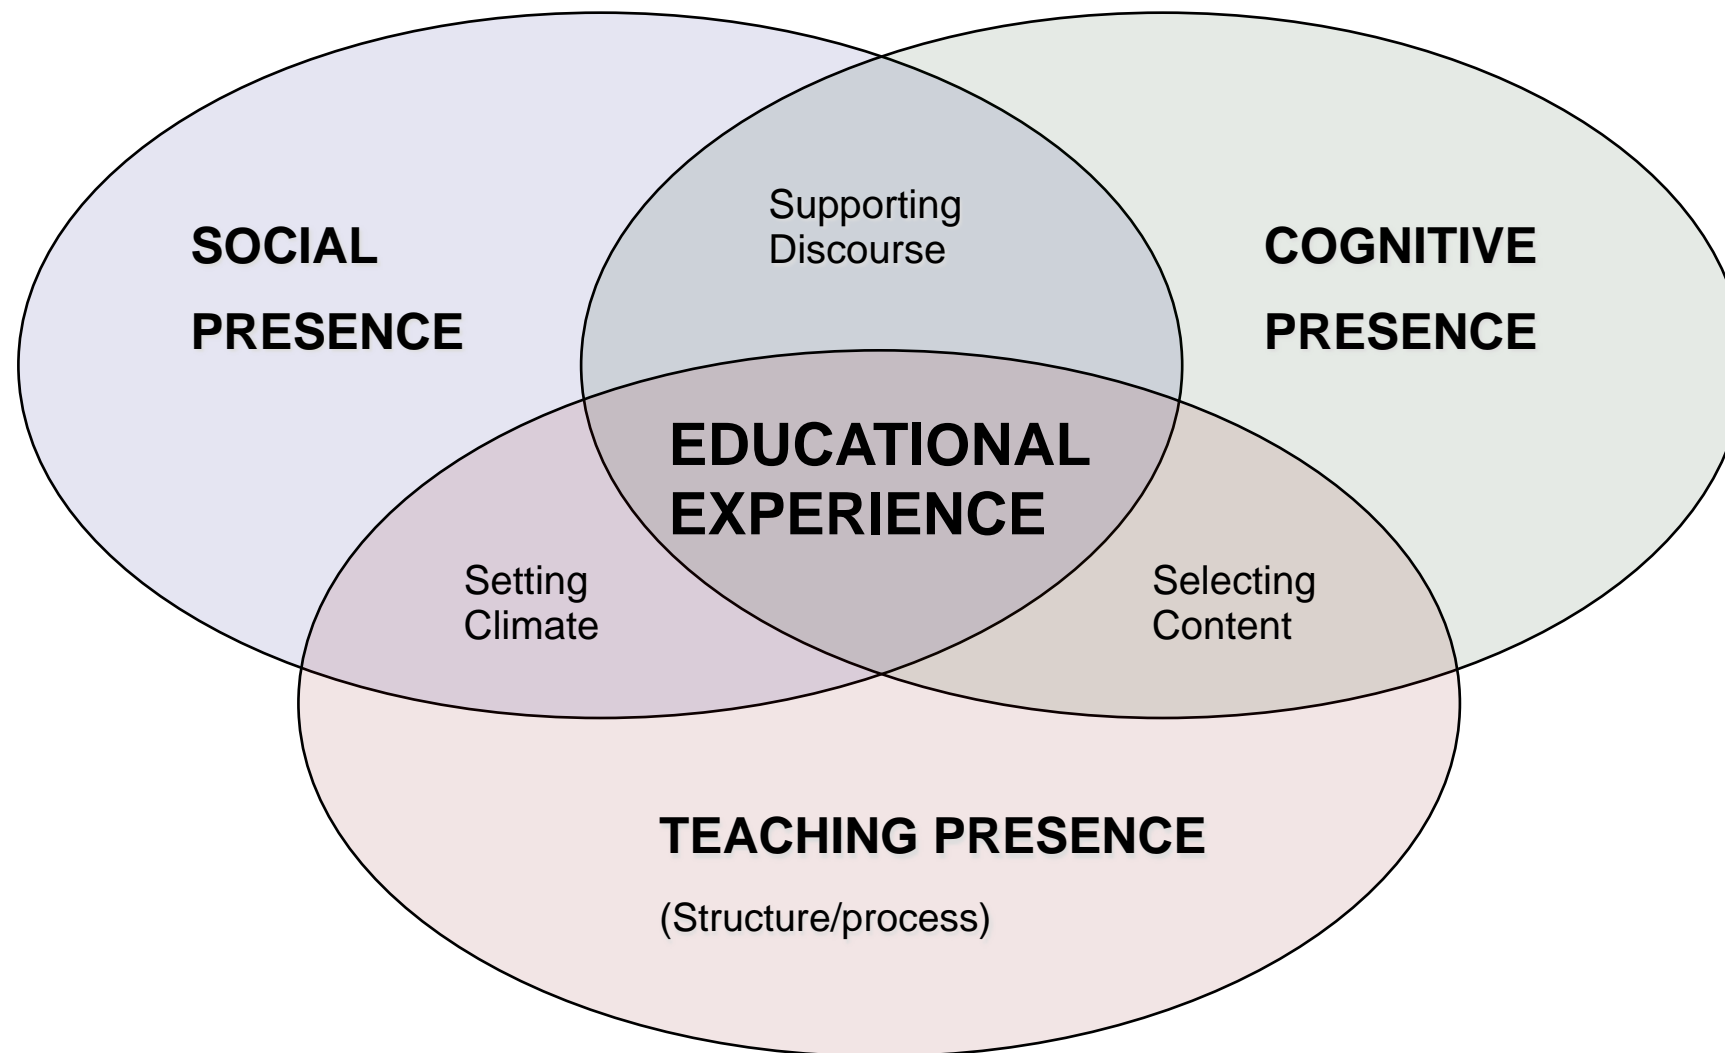 SOCIAL
PRESENCE
Supporting
Discourse
COGNITIVE
PRESENCE
EDUCATIONAL
EXPERIENCE
Setting
Climate
Selecting
Content
TEACHING PRESENCE
(Structure/process)